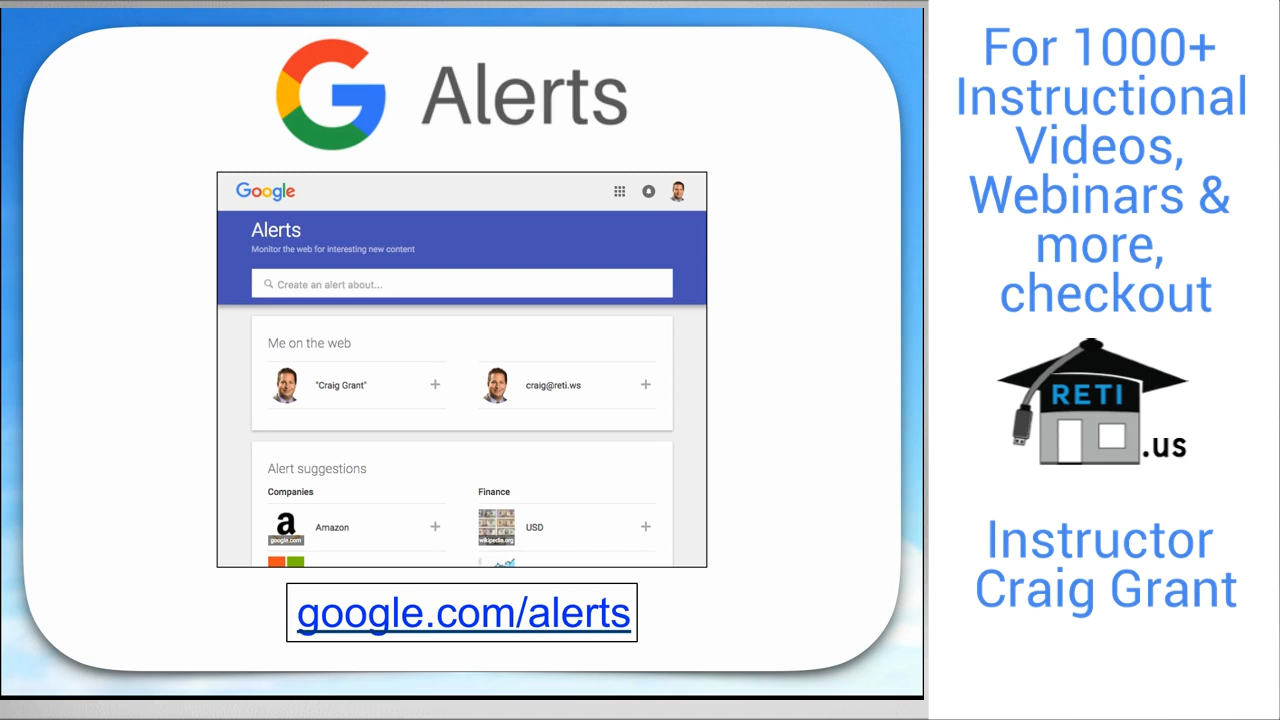 G Alerts
Google
Alerts
Monitor the web for interesting new content
Create an alert about...
Me on the web
"Craig Grant"
craig@reti.ws
Alert suggestions
Companies
Finance
a
google.com
Amazon
wikipedia.org
USD
google.com/alerts
For 1000+
Instructional
Videos,
Webinars &
more,
checkout
RETI
.us
Instructor
Craig Grant